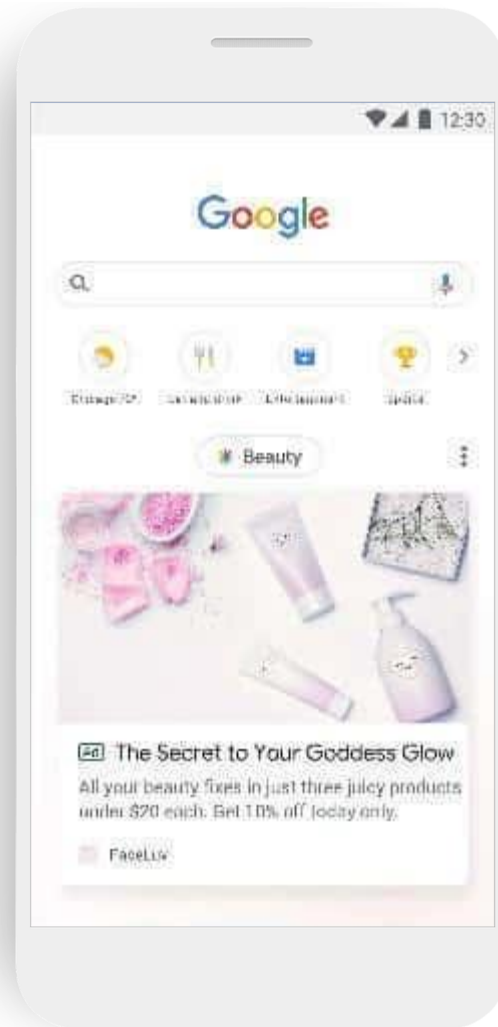 12:30
Google
Beauty
Ad The Secret to Your Goddess Glow
All your beauty fixes in just three juicy products
under $20 each. Get 10% off today only.
FaceLuv